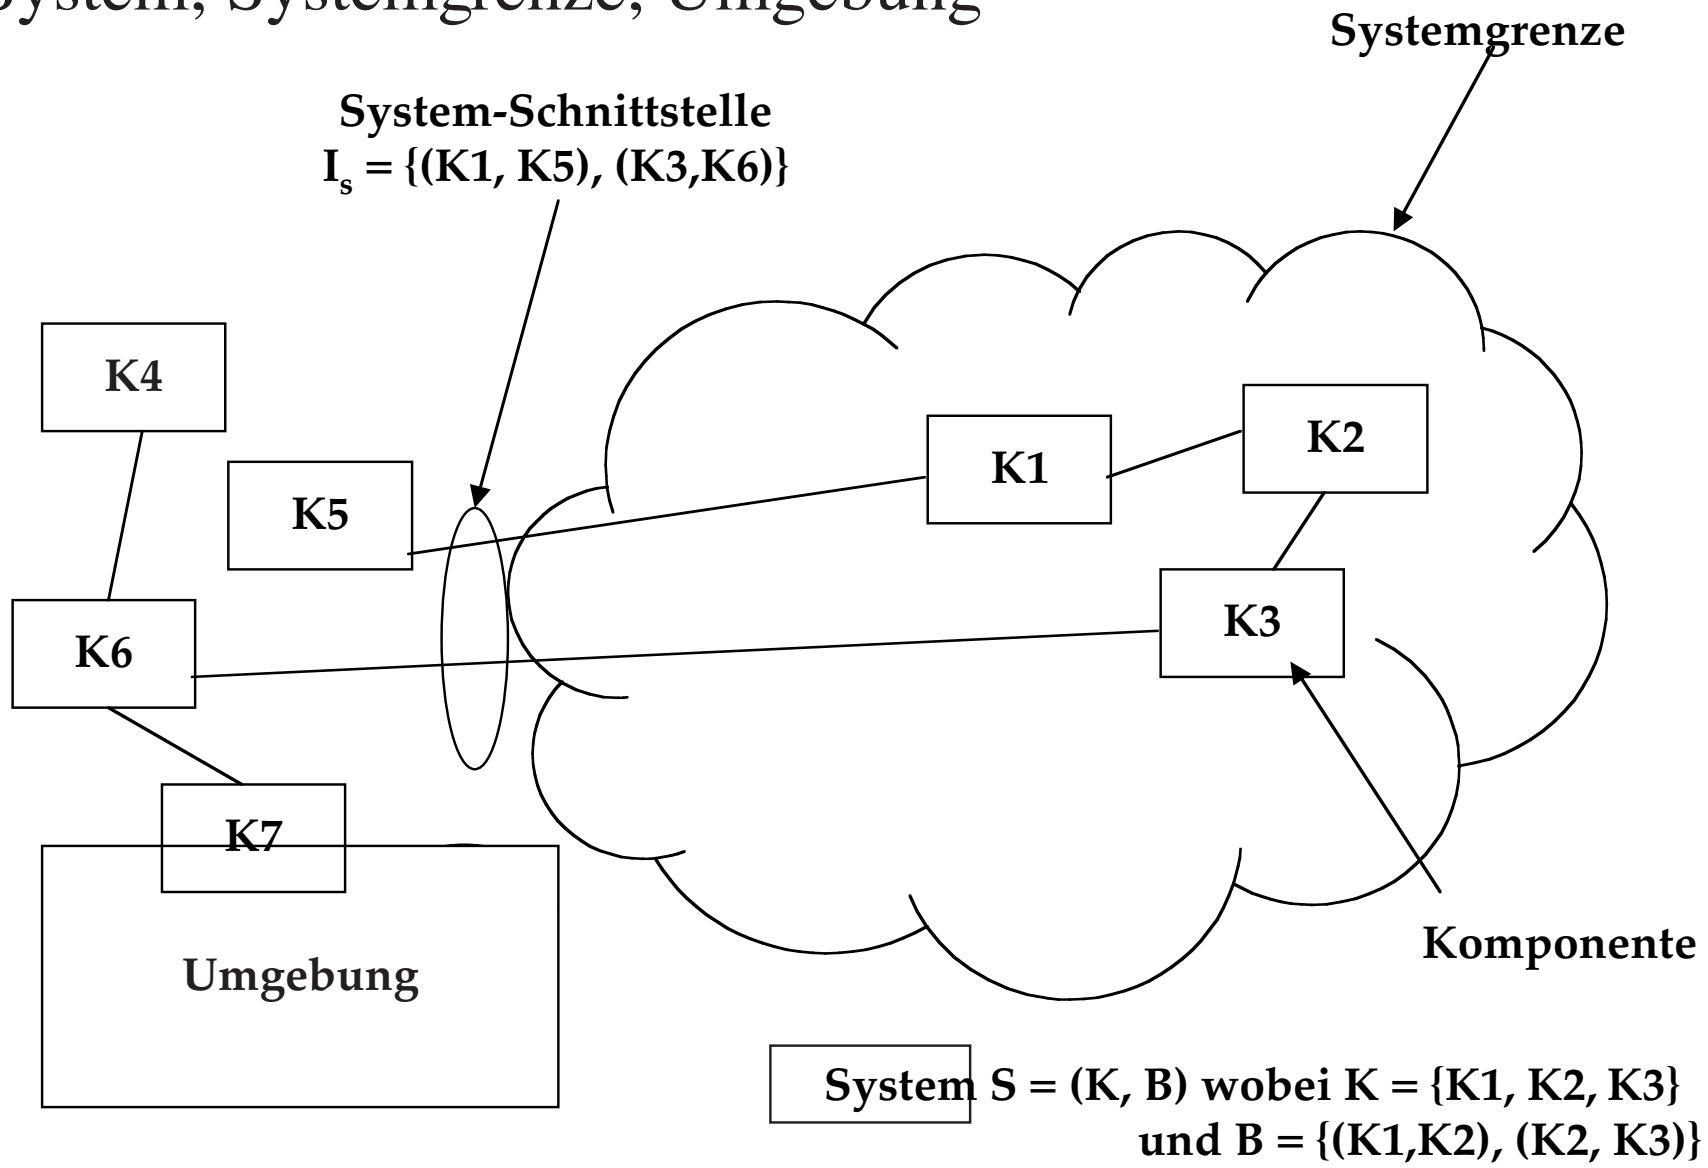 System, Systemgrenze, Umgebung
Systemgrenze
System-Schnittstelle
Is = {(K1, K5), (K3,K6)}
K4
K2
K1
K5
K3
K6
K7
Komponente
Umgebung
System S = (K, B) wobei K = {K1, K2, K3}
und B = {(K1,K2), (K2, K3)}